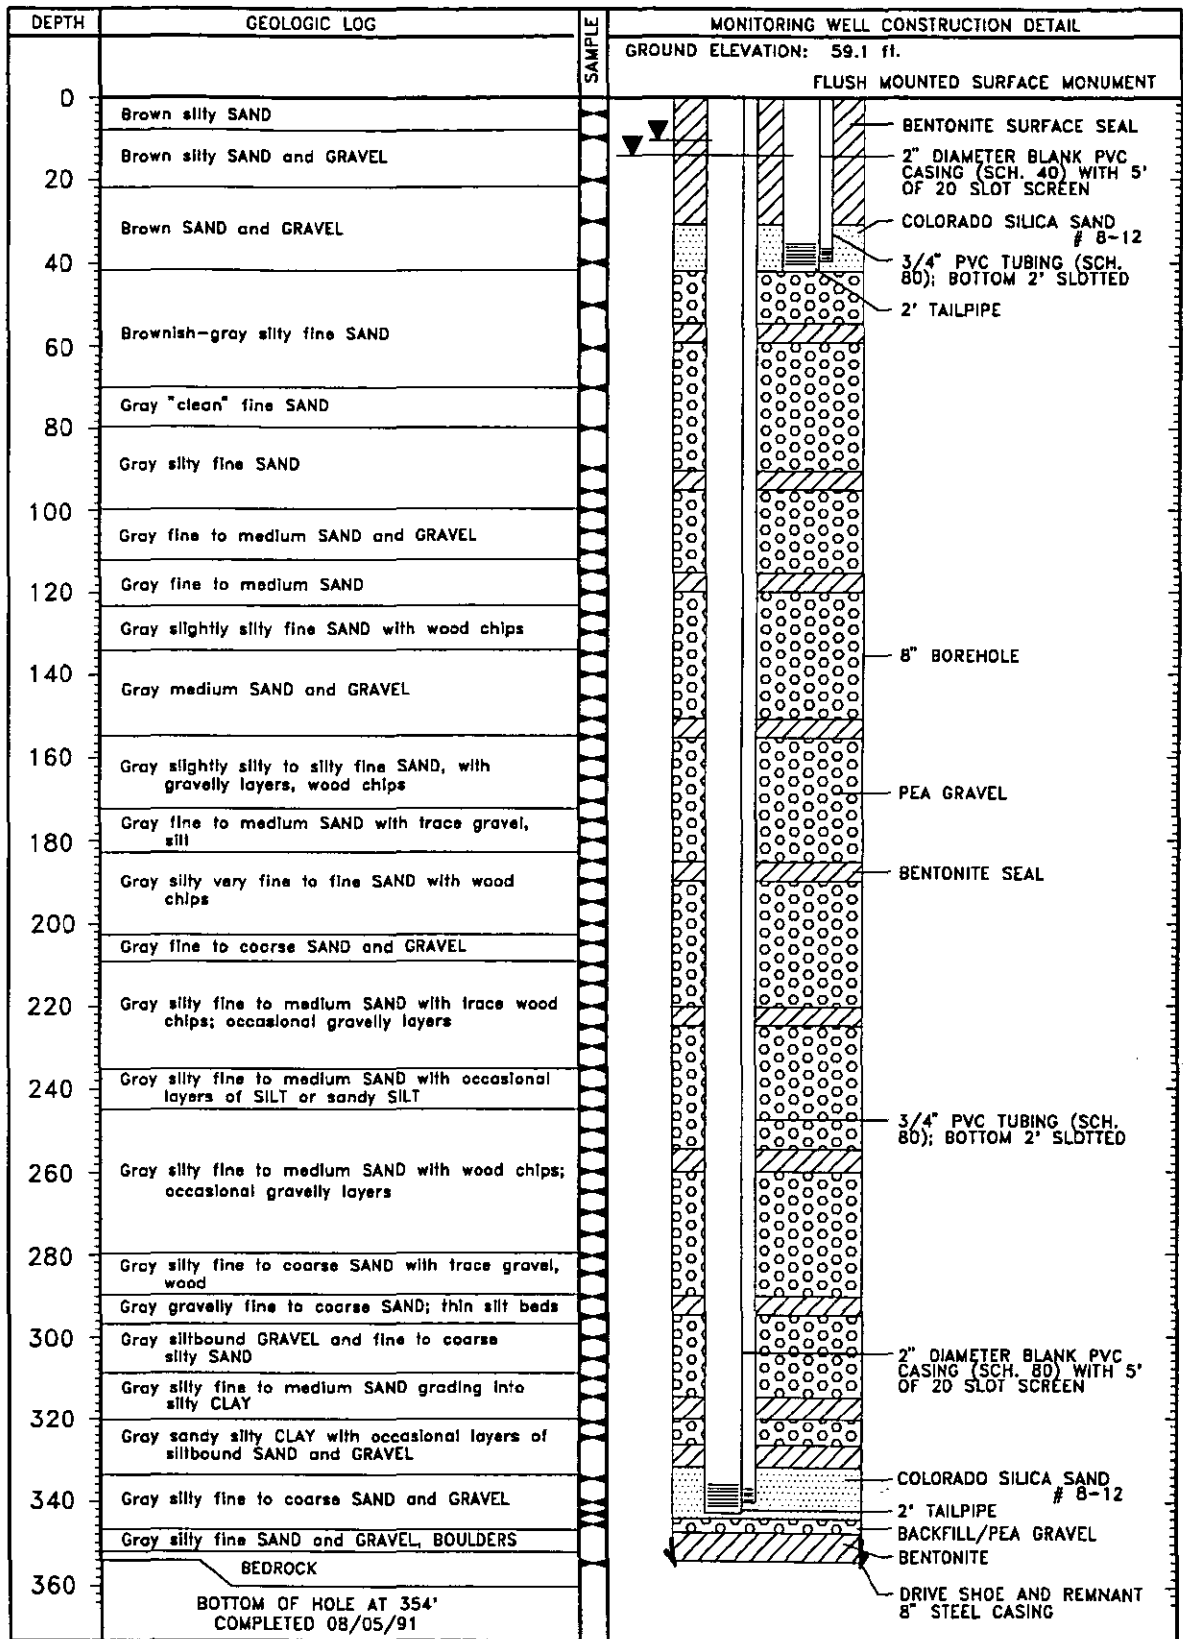 DEPTH
GEOLOGIC LOG
SAMPLE
MONITORING WELL CONSTRUCTION DETAIL
GROUND ELEVATION: 59.1 ft.
FLUSH MOUNTED SURFACE MONUMENT
0
20
40
60
80
100
120
140
160
180
200
220
240
260
280
300
320
340
360
Brown silty SAND
Brown silty SAND and GRAVEL
Brown SAND and GRAVEL
Brownish-gray silty fine SAND
Gray "clean" fine SAND
Gray silty fine SAND
Gray fine to medium SAND and GRAVEL
Gray fine to medium SAND
Gray slightly silty fine SAND with wood chips
Gray medium SAND and GRAVEL
Gray slightly silty to silty fine SAND, with
gravelly layers, wood chips
Gray fine to medium SAND with trace gravel,
silt
Gray silty very fine to fine SAND with wood
chips
Gray fine to coarse SAND and GRAVEL
Gray silty fine to medium SAND with trace wood
chips; occasional gravelly layers
Gray silty fine to medium SAND with occasional
layers of SILT or sandy SILT
Gray silty fine to medium SAND with wood chips;
occasional gravelly layers
Gray silty fine to coarse SAND with trace gravel,
wood
Gray gravelly fine to coarse SAND; thin silt beds
Gray siltbound GRAVEL and fine to coarse
silty SAND
Gray silty fine to medium SAND grading into
silty CLAY
Gray sandy silty CLAY with occasional layers of
siltbound SAND and GRAVEL
Gray silty fine to coarse SAND and GRAVEL
Gray silty fine SAND and GRAVEL, BOULDERS
BEDROCK
BOTTOM OF HOLE AT 354'
COMPLETED 08/05/91
BENTONITE SURFACE SEAL
2" DIAMETER BLANK PVC
CASING (SCH. 40) WITH 5'
OF 20 SLOT SCREEN
COLORADO SILICA SAND
# 8-12
3/4" PVC TUBING (SCH.
80); BOTTOM 2' SLOTTED
2' TAILPIPE
8" BOREHOLE
PEA GRAVEL
BENTONITE SEAL
3/4" PVC TUBING (SCH.
80); BOTTOM 2' SLOTTED
2" DIAMETER BLANK PVC
CASING (SCH. 80) WITH 5'
OF 20 SLOT SCREEN
COLORADO SILICA SAND
# 8-12
2' TAILPIPE
BACKFILL/PEA GRAVEL
BENTONITE
DRIVE SHOE AND REMNANT
8" STEEL CASING